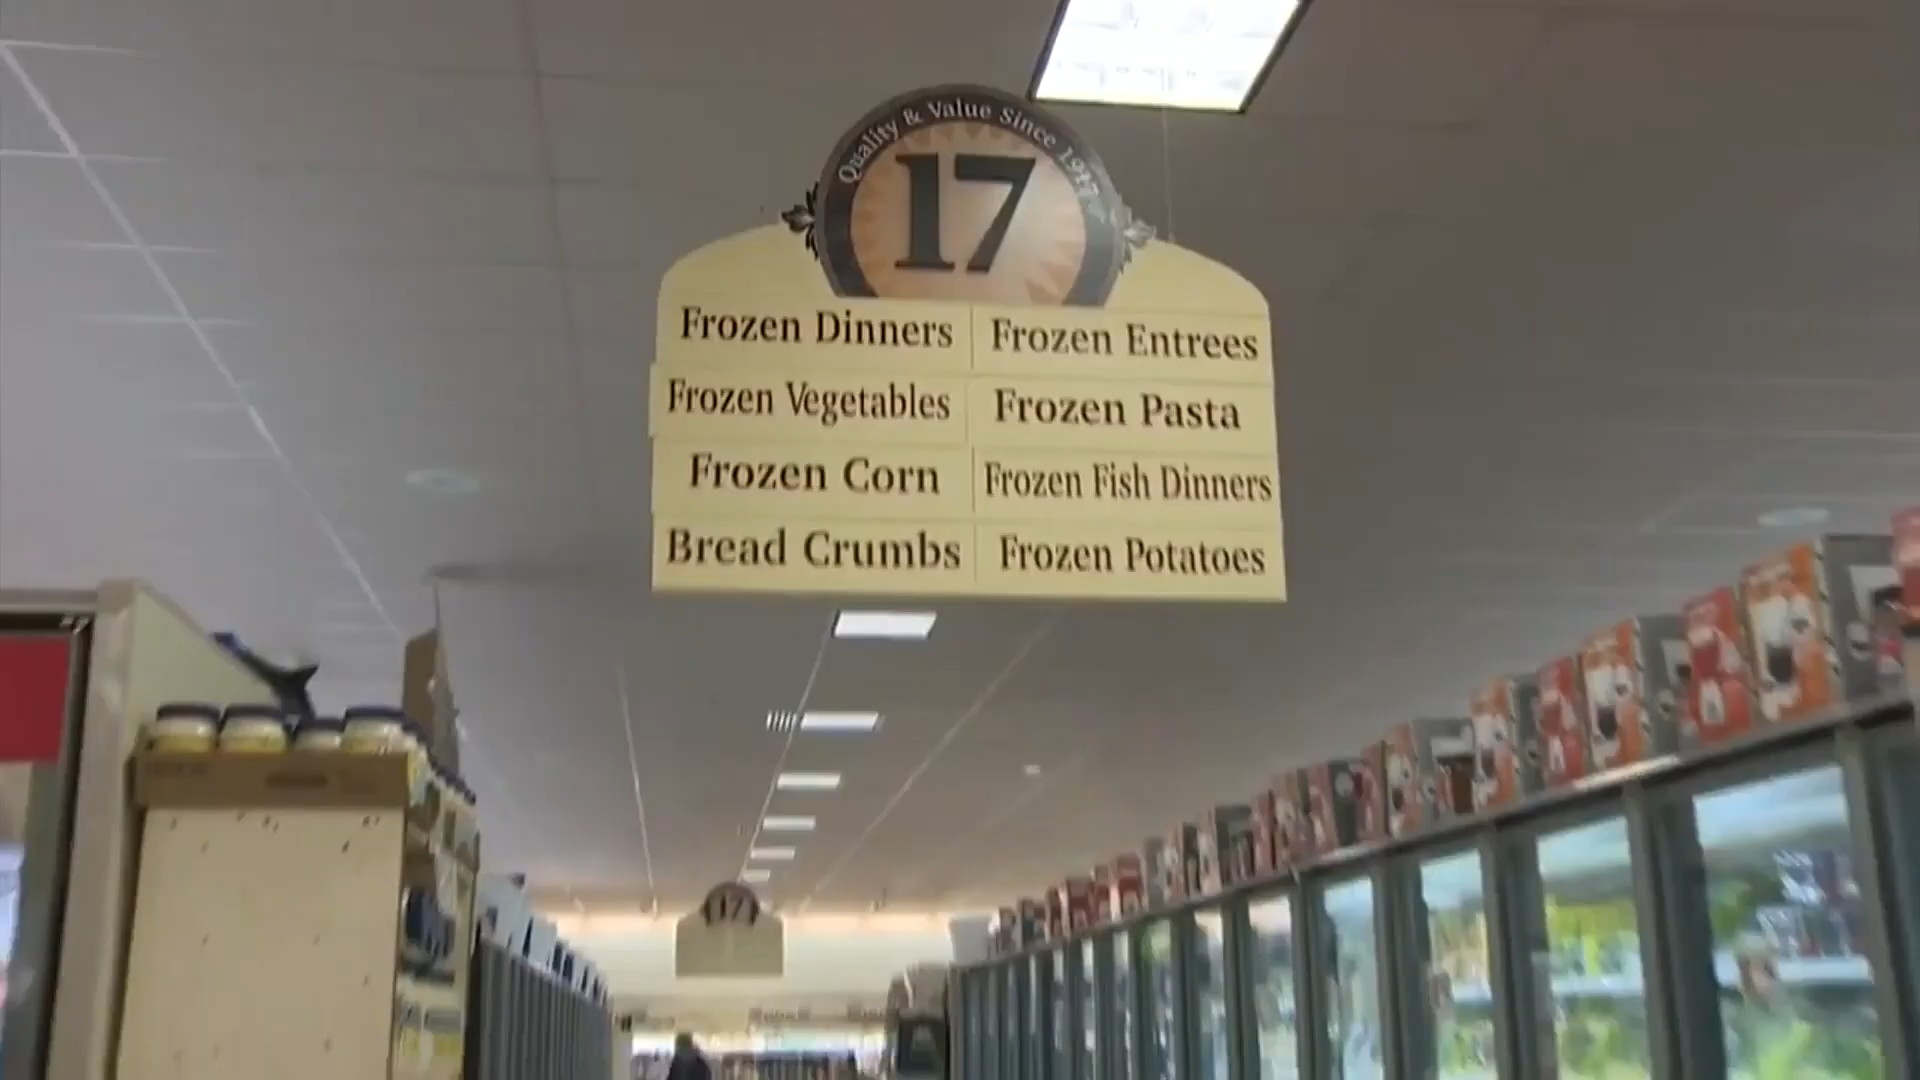 Quality & Value Since 1917
17
Frozen Dinners
Frozen Entrees
Frozen Vegetables
Frozen Pasta
Frozen Corn
Frozen Fish Dinners
Bread Crumbs
Frozen Potatoes
17